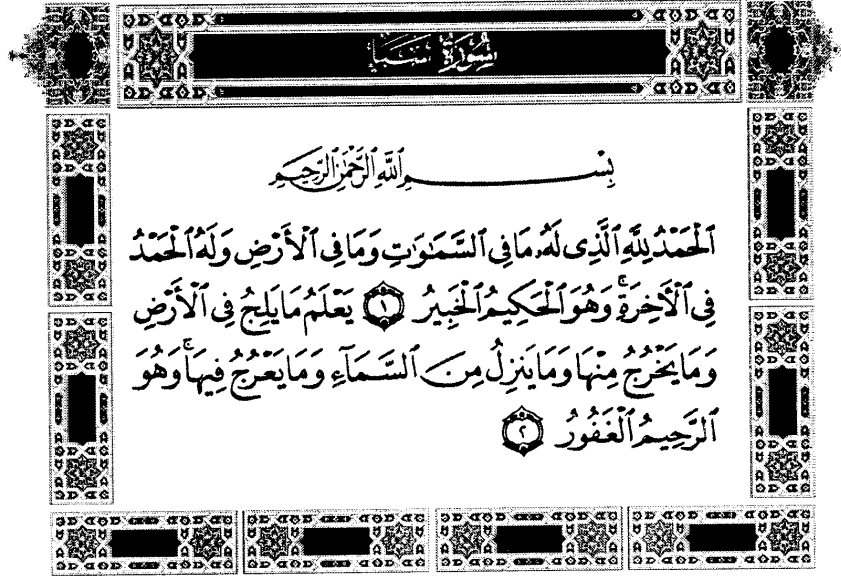 سُورَةُ سَبَإٍ
بِسْمِ ٱللَّهِ ٱلرَّحْمَٰنِ ٱلرَّحِيمِ
ٱلْحَمْدُ لِلَّهِ ٱلَّذِى لَهُۥ مَا فِى ٱلسَّمَٰوَٰتِ وَمَا فِى ٱلْأَرْضِ وَلَهُ ٱلْحَمْدُ
فِى ٱلْأَخِرَةِ ۚ وَهُوَ ٱلْحَكِيمُ ٱلْخَبِيرُ ١ يَعْلَمُ مَا يَلِجُ فِى ٱلْأَرْضِ
وَمَا يَخْرُجُ مِنْهَا وَمَا يَنزِلُ مِنَ ٱلسَّمَآءِ وَمَا يَعْرُجُ فِيهَا ۚ وَهُوَ
ٱلرَّحِيمُ ٱلْغَفُورُ ٢